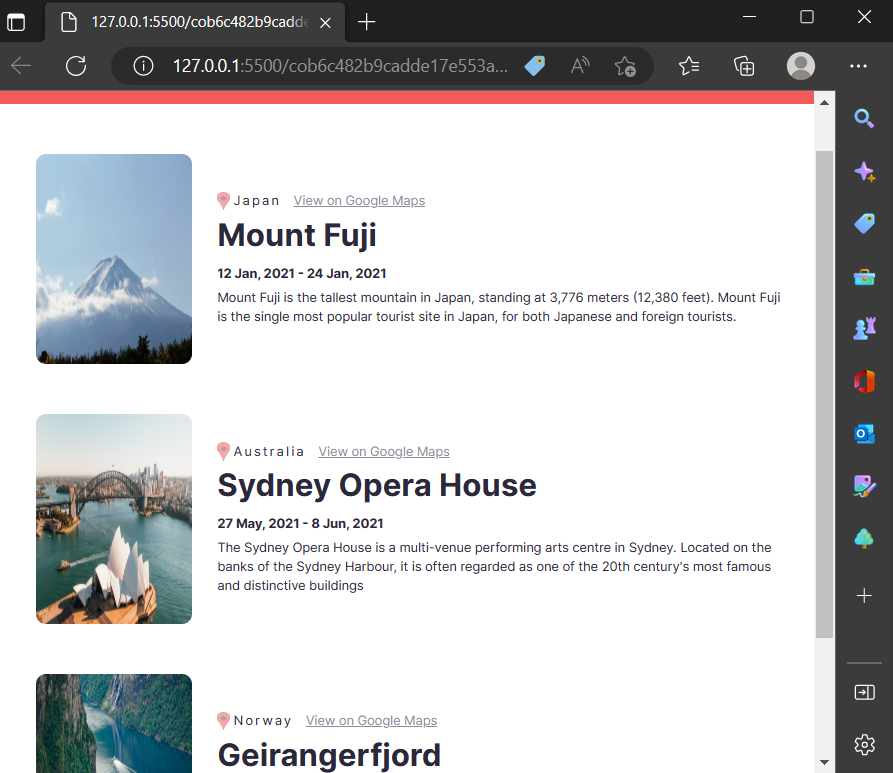 127.0.0.1:5500/cob6c482b9cadde
127.0.0.1:5500/cob6c482b9cadde17e553a...
Japan View on Google Maps
Mount Fuji
12 Jan, 2021 - 24 Jan, 2021
Mount Fuji is the tallest mountain in Japan, standing at 3,776 meters (12,380 feet). Mount Fuji
is the single most popular tourist site in Japan, for both Japanese and foreign tourists.
Australia View on Google Maps
Sydney Opera House
27 May, 2021 - 8 Jun, 2021
The Sydney Opera House is a multi-venue performing arts centre in Sydney. Located on the
banks of the Sydney Harbour, it is often regarded as one of the 20th century's most famous
and distinctive buildings
Norway View on Google Maps
Geirangerfjord